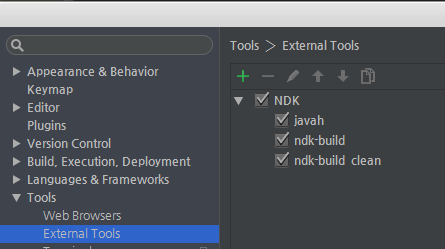 Tools > External Tools
Appearance & Behavior
Keymap
Editor
Plugins
Version Control
Build, Execution, Deployment
Languages & Frameworks
Tools
Web Browsers
External Tools
NDK
javah
ndk-build
ndk-build clean